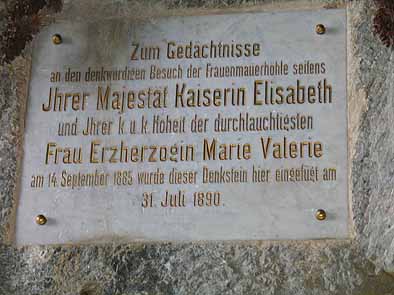 Zum Gedächtnisse
an den denkwürdigen Besuch der Frauenmauerhöhle seitens
Jhrer Majestät Kaiserin Elisabeth
und Jhrer k. u. k. Hoheit der durchlauchtigsten
Frau Erzherzogin Marie Valerie
am 14. September 1885 wurde dieser Denkstein hier eingefügt am
31. Juli 1890.